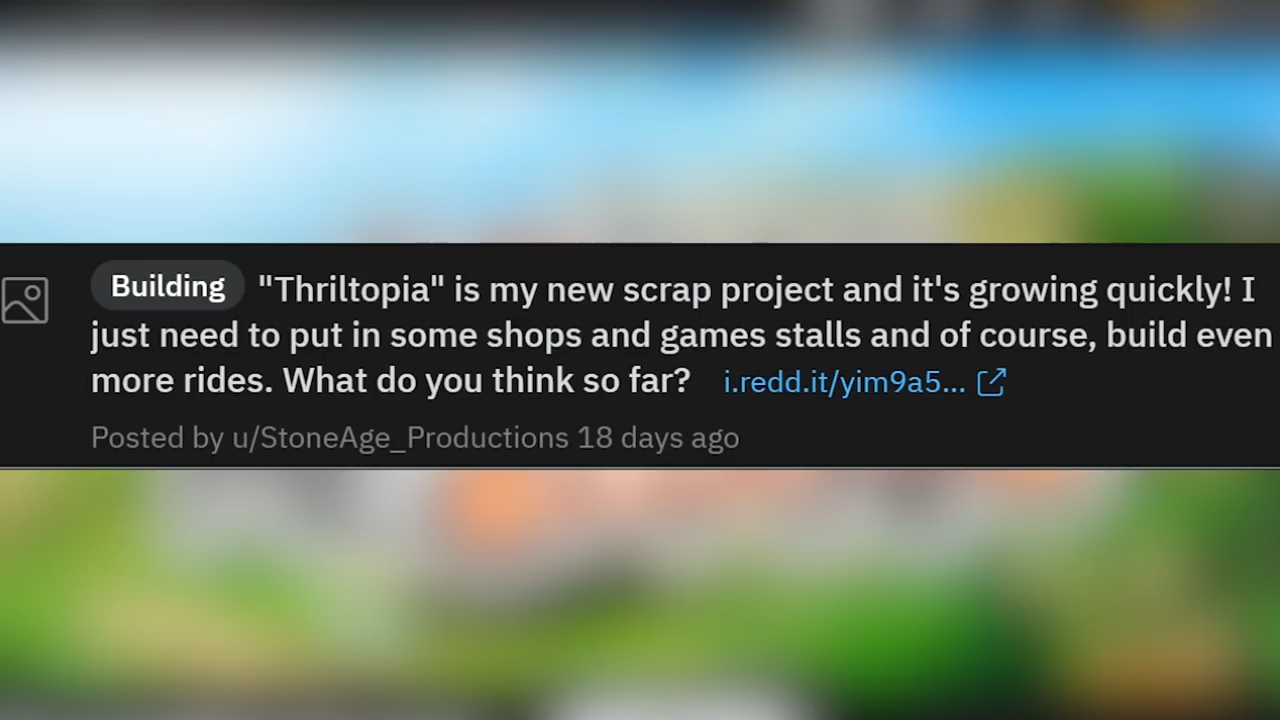 Building "Thriltopia" is my new scrap project and it's growing quickly! I
just need to put in some shops and games stalls and of course, build even
more rides. What do you think so far? i.redd.it/yim9a5...
Posted by u/StoneAge_Productions 18 days ago